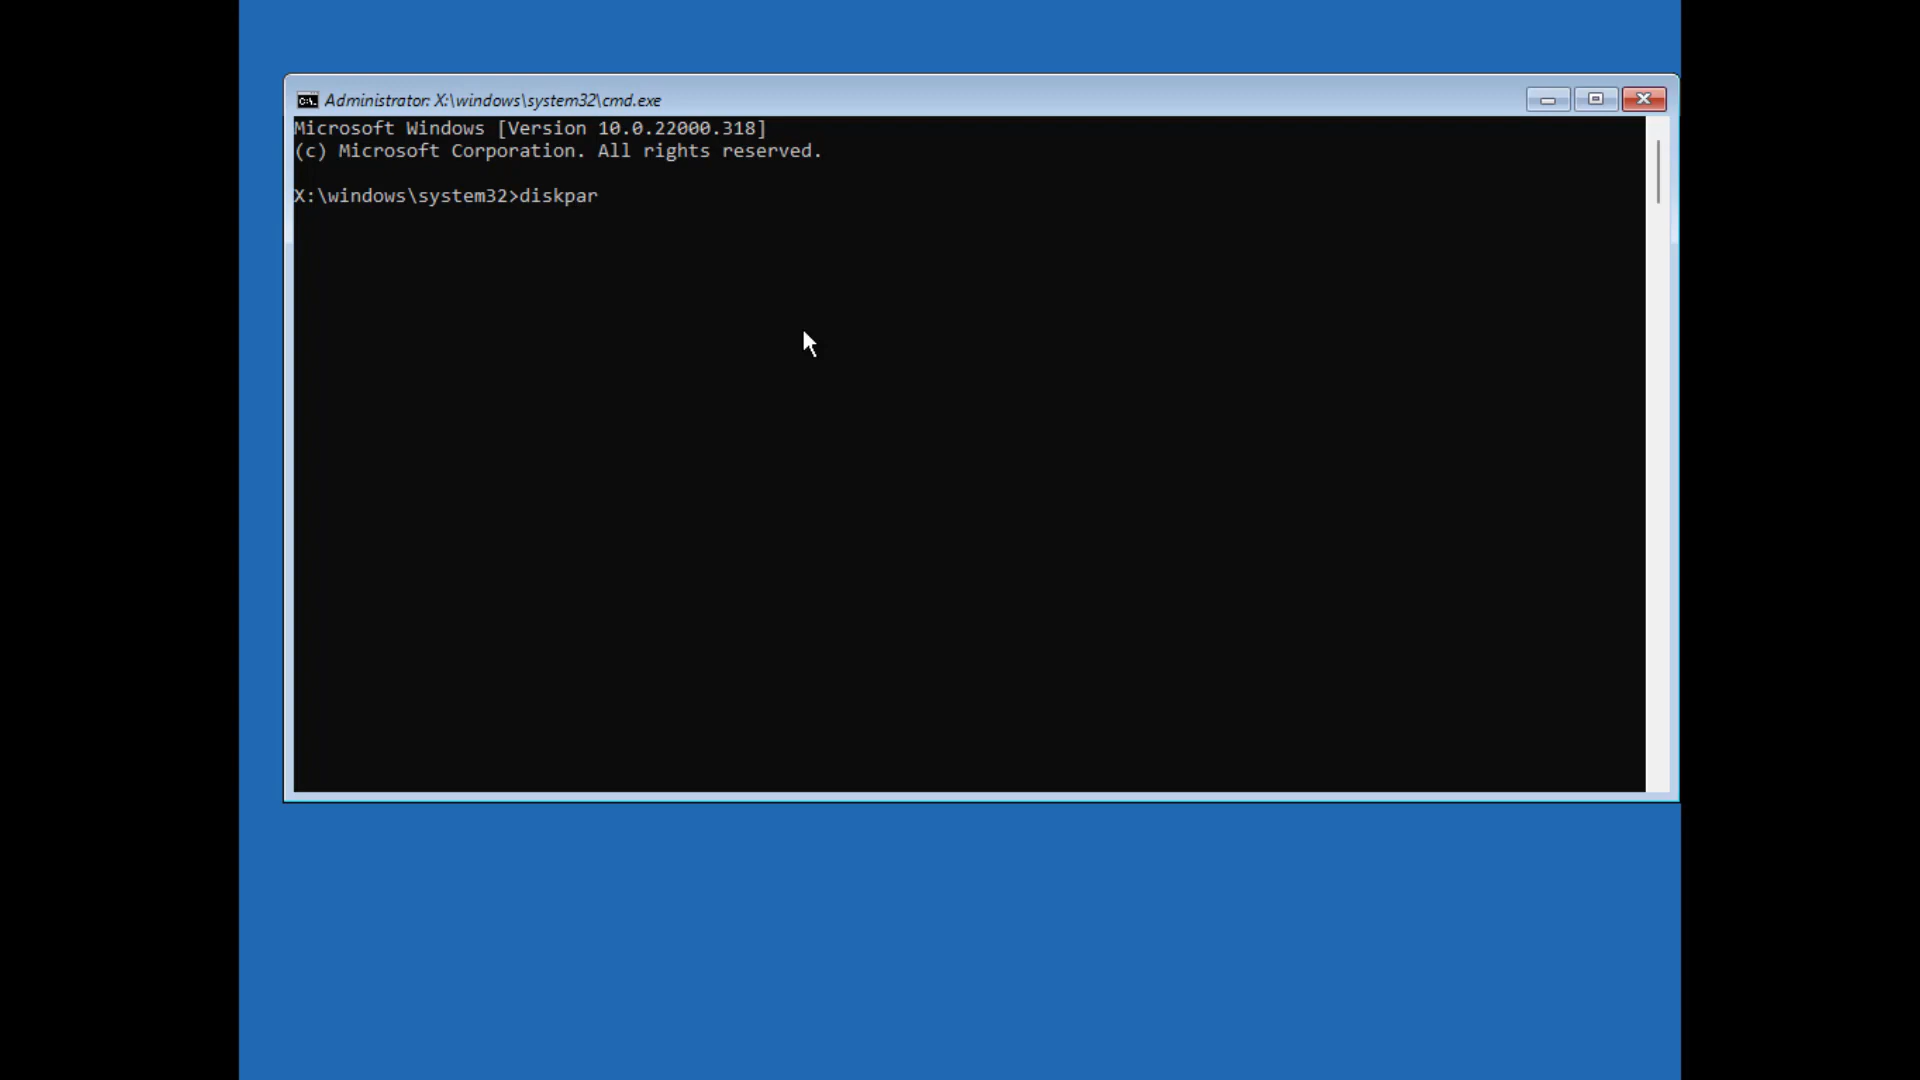 Administrator: X:\windows\system32\cmd.exe
Microsoft Windows [Version 10.0.22000.318]
(c) Microsoft Corporation. All rights reserved.
X:\windows\system32>diskpar